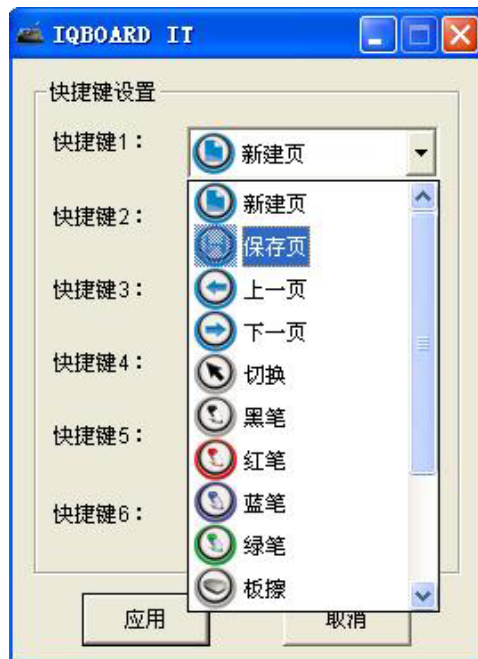 IQBOARD IT
快捷键设置
快捷键1：
新建页
快捷键2：
新建页
保存页
快捷键3：
上一页
下一页
快捷键4：
切换
黑笔
快捷键5：
红笔
蓝笔
快捷键6：
绿笔
板擦
应用
取消